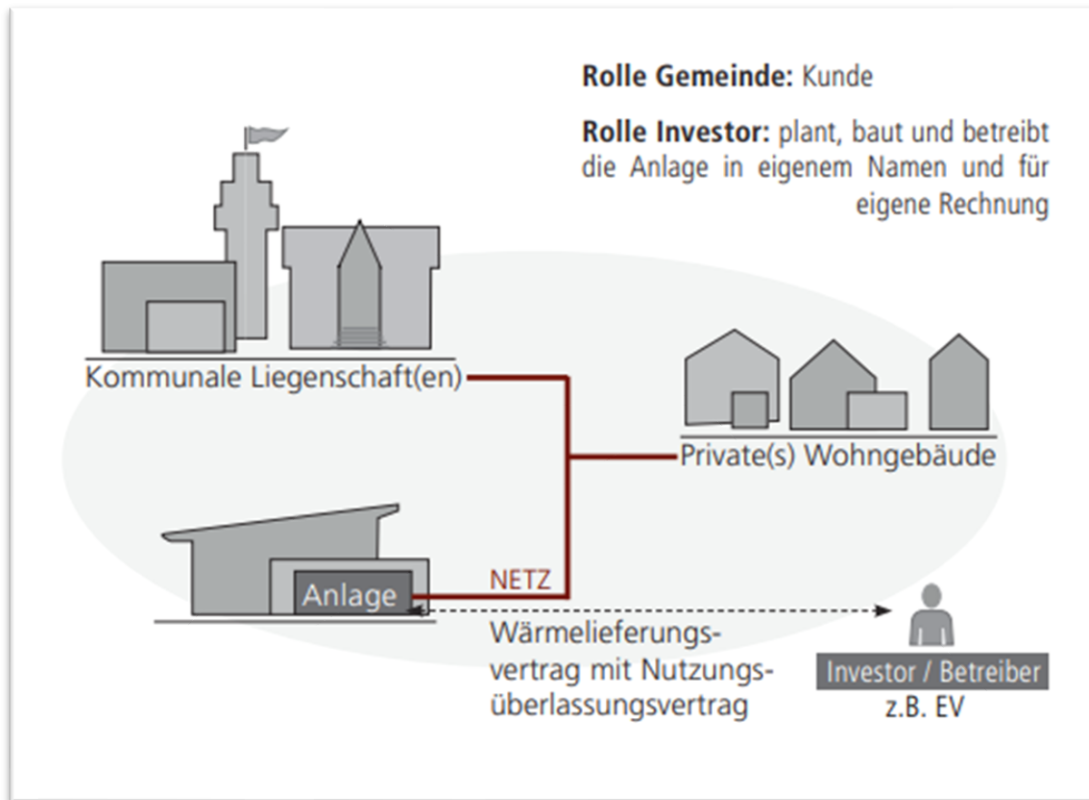 Rolle Gemeinde: Kunde
Rolle Investor: plant, baut und betreibt
die Anlage in eigenem Namen und für
eigene Rechnung
Kommunale Liegenschaft(en)
Private(s) Wohngebäude
NETZ
Anlage
Wärmelieferungs-
vertrag mit Nutzungs-
überlassungsvertrag
Investor / Betreiber
z.B. EV